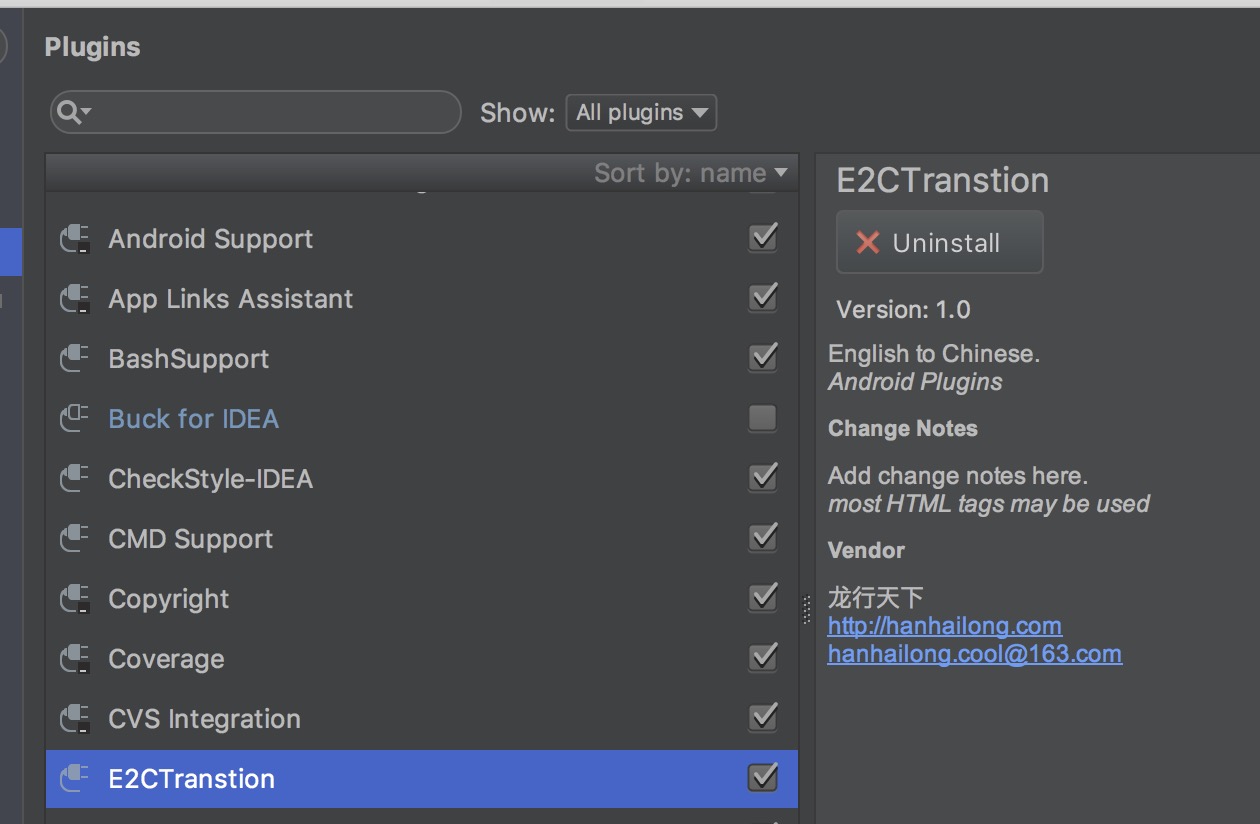 Plugins
Show: All plugins
Sort by: name
Android Support
App Links Assistant
BashSupport
Buck for IDEA
CheckStyle-IDEA
CMD Support
Copyright
Coverage
CVS Integration
E2CTranstion
E2CTranstion
Uninstall
Version: 1.0
English to Chinese.
Android Plugins
Change Notes
Add change notes here.
most HTML tags may be used
Vendor
龙行天下
http://hanhailong.com
hanhailong.cool@163.com